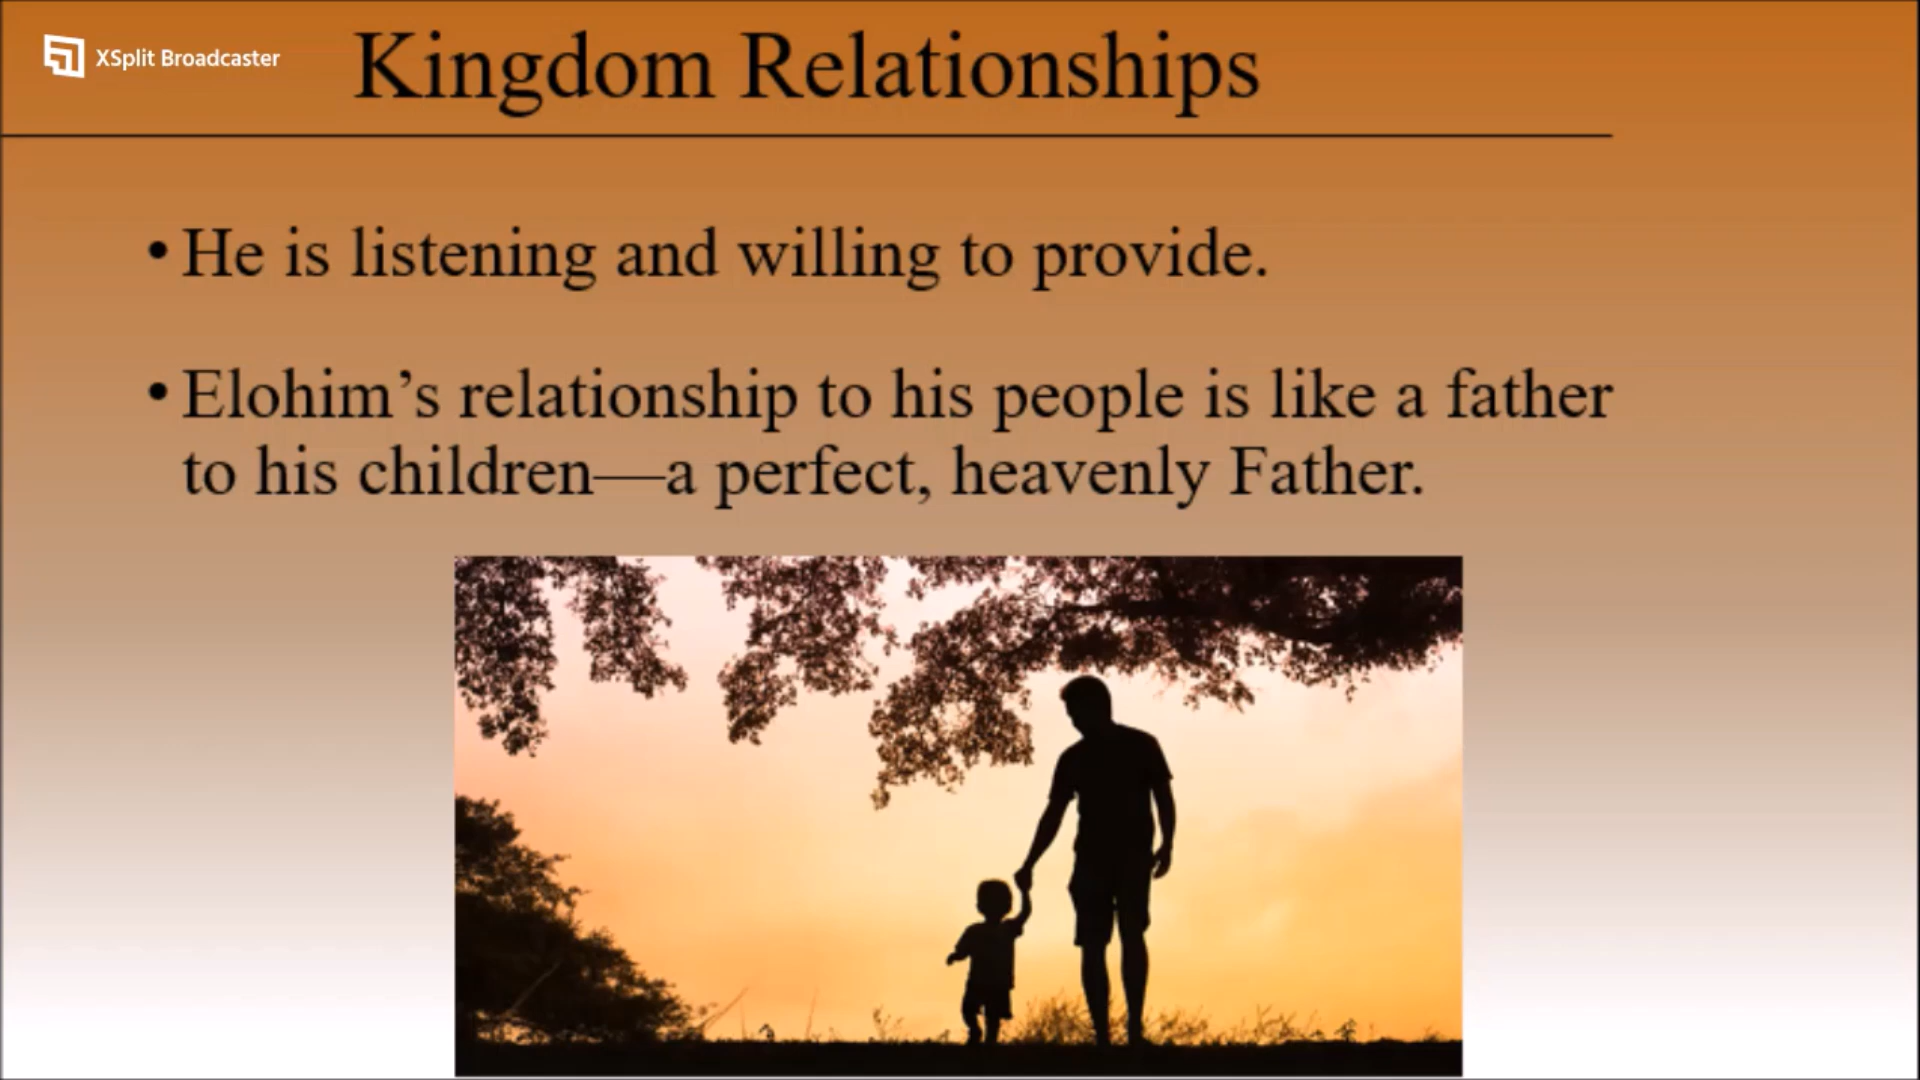 XSplit Broadcaster
Kingdom Relationships
• He is listening and willing to provide.
• Elohim’s relationship to his people is like a father
to his children—a perfect, heavenly Father.